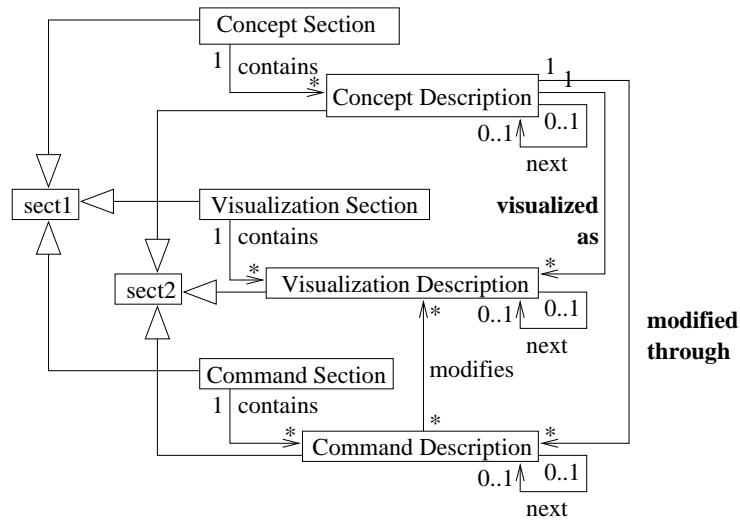 Concept Section
1 contains
*
1
1
Concept Description
0..1
0..1
next
sect1
Visualization Section
visualized
as
1 contains
*
*
sect2
Visualization Description
*
0..1
0..1
next
modified
through
Command Section
modifies
1 contains
*
*
*
Command Description
0..1
0..1
next